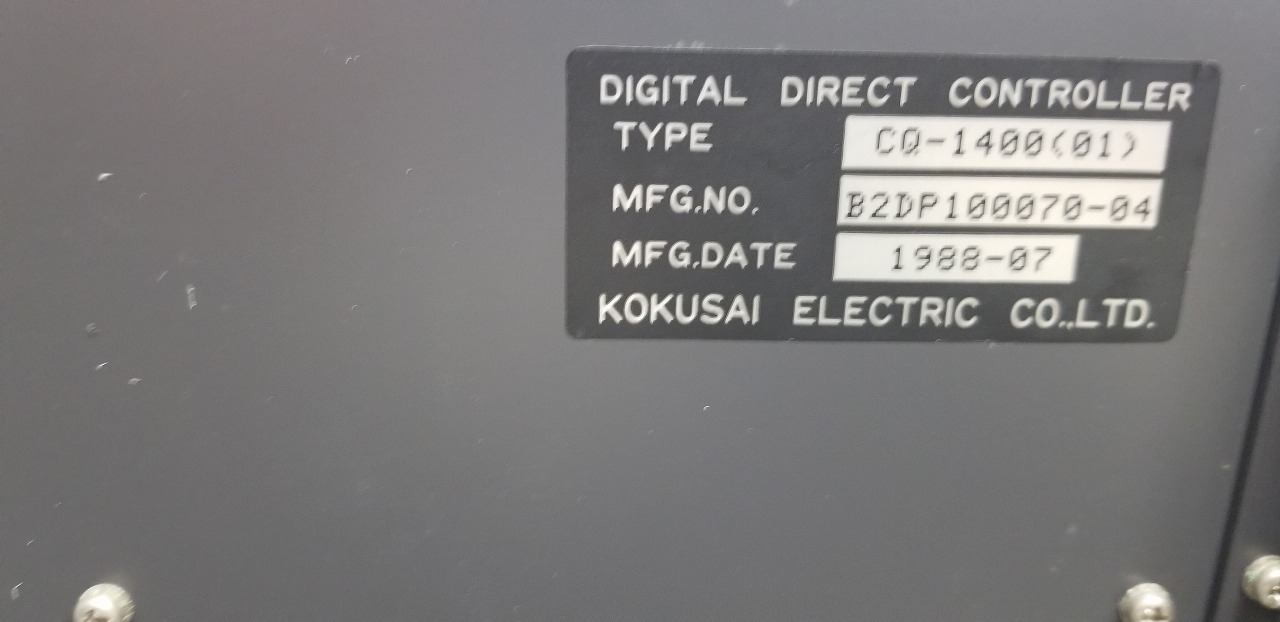 DIGITAL DIRECT CONTROLLER
TYPE CQ-1400(01)
MFG.NO. B2DP100070-04
MFG.DATE 1988-07
KOKUSAI ELECTRIC CO.,LTD.